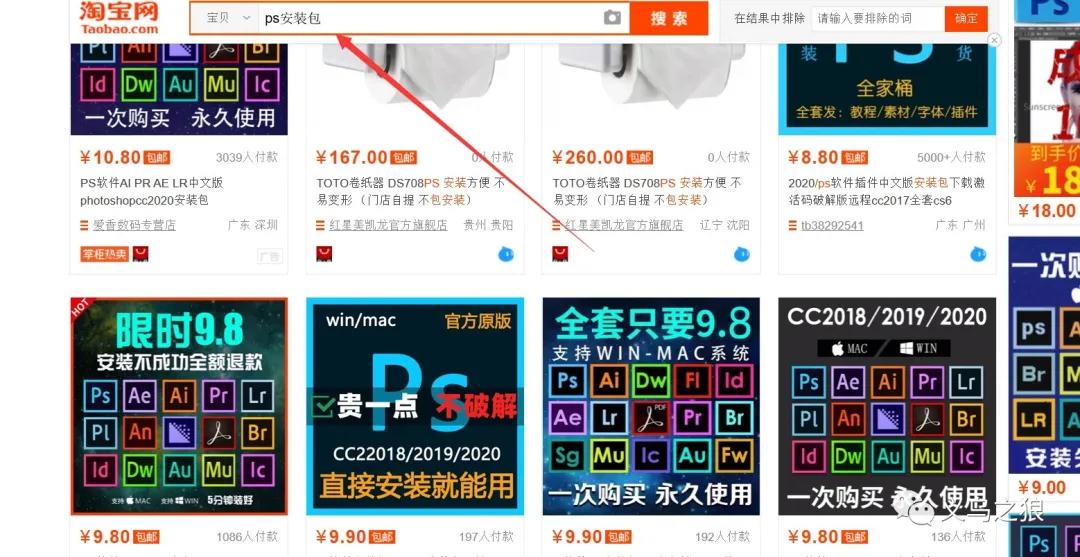 淘宝网
Taobao.com
宝贝
ps安装包
搜 索
在结果中排除
请输入要排除的词
确定
Pl An Br
Id Dw Au Mu Ic
一次购买 永久使用
¥10.80 包邮 3039人付款
PS软件AI PR AE LR中文版
photoshopcc2020安装包
爱香数码专营店 广东 深圳
掌柜热卖 广告
¥167.00 包邮 0人付款
TOTO卷纸器 DS708PS 安装方便 不
易变形 （门店自提 不包安装）
红星美凯龙官方旗舰店 贵州 贵阳
¥260.00 包邮 0人付款
TOTO卷纸器 DS708PS 安装方便 不
易变形 （门店自提 不包安装）
红星美凯龙官方旗舰店 辽宁 沈阳
装 PS 货
全家桶
全套发：教程/素材/字体/插件
¥8.80 包邮 5000+人付款
2020/ps软件插件中文版安装包下载激
活码破解版远程cc2017全套cs6
tb38292541 广东 广州
Ps
Sunscreen
到手价
¥18
¥18.00
HOT
限时9.8
安装不成功全额退款
Ps Ae Ai Pr Lr
Pl An Br
Id Dw Au Mu Ic
支持 MAC 支持 WIN 5分钟装好
¥9.80 包邮 1086人付款
win/mac 官方原版
Ps
贵一点 不破解
CC22018/2019/2020
直接安装就能用
¥9.90 包邮 197人付款
全套只要9.8
支持WIN-MAC系统
Ps Ai Dw Fl Id
Ae Lr PDF Pr Br
Sg Mu Ic Au Fw
一次购买 永久使用
¥9.90 包邮 192人付款
CC2018/2019/2020
MAC WIN
Ps Ae Ai Pr Lr
Pl An Br
Id Dw Au Mu Ic
一次购买 永久使用
¥9.80 包邮 136人付款
一次购
ps
Br
LR
安装失
¥9.00
Ps
义乌之狼